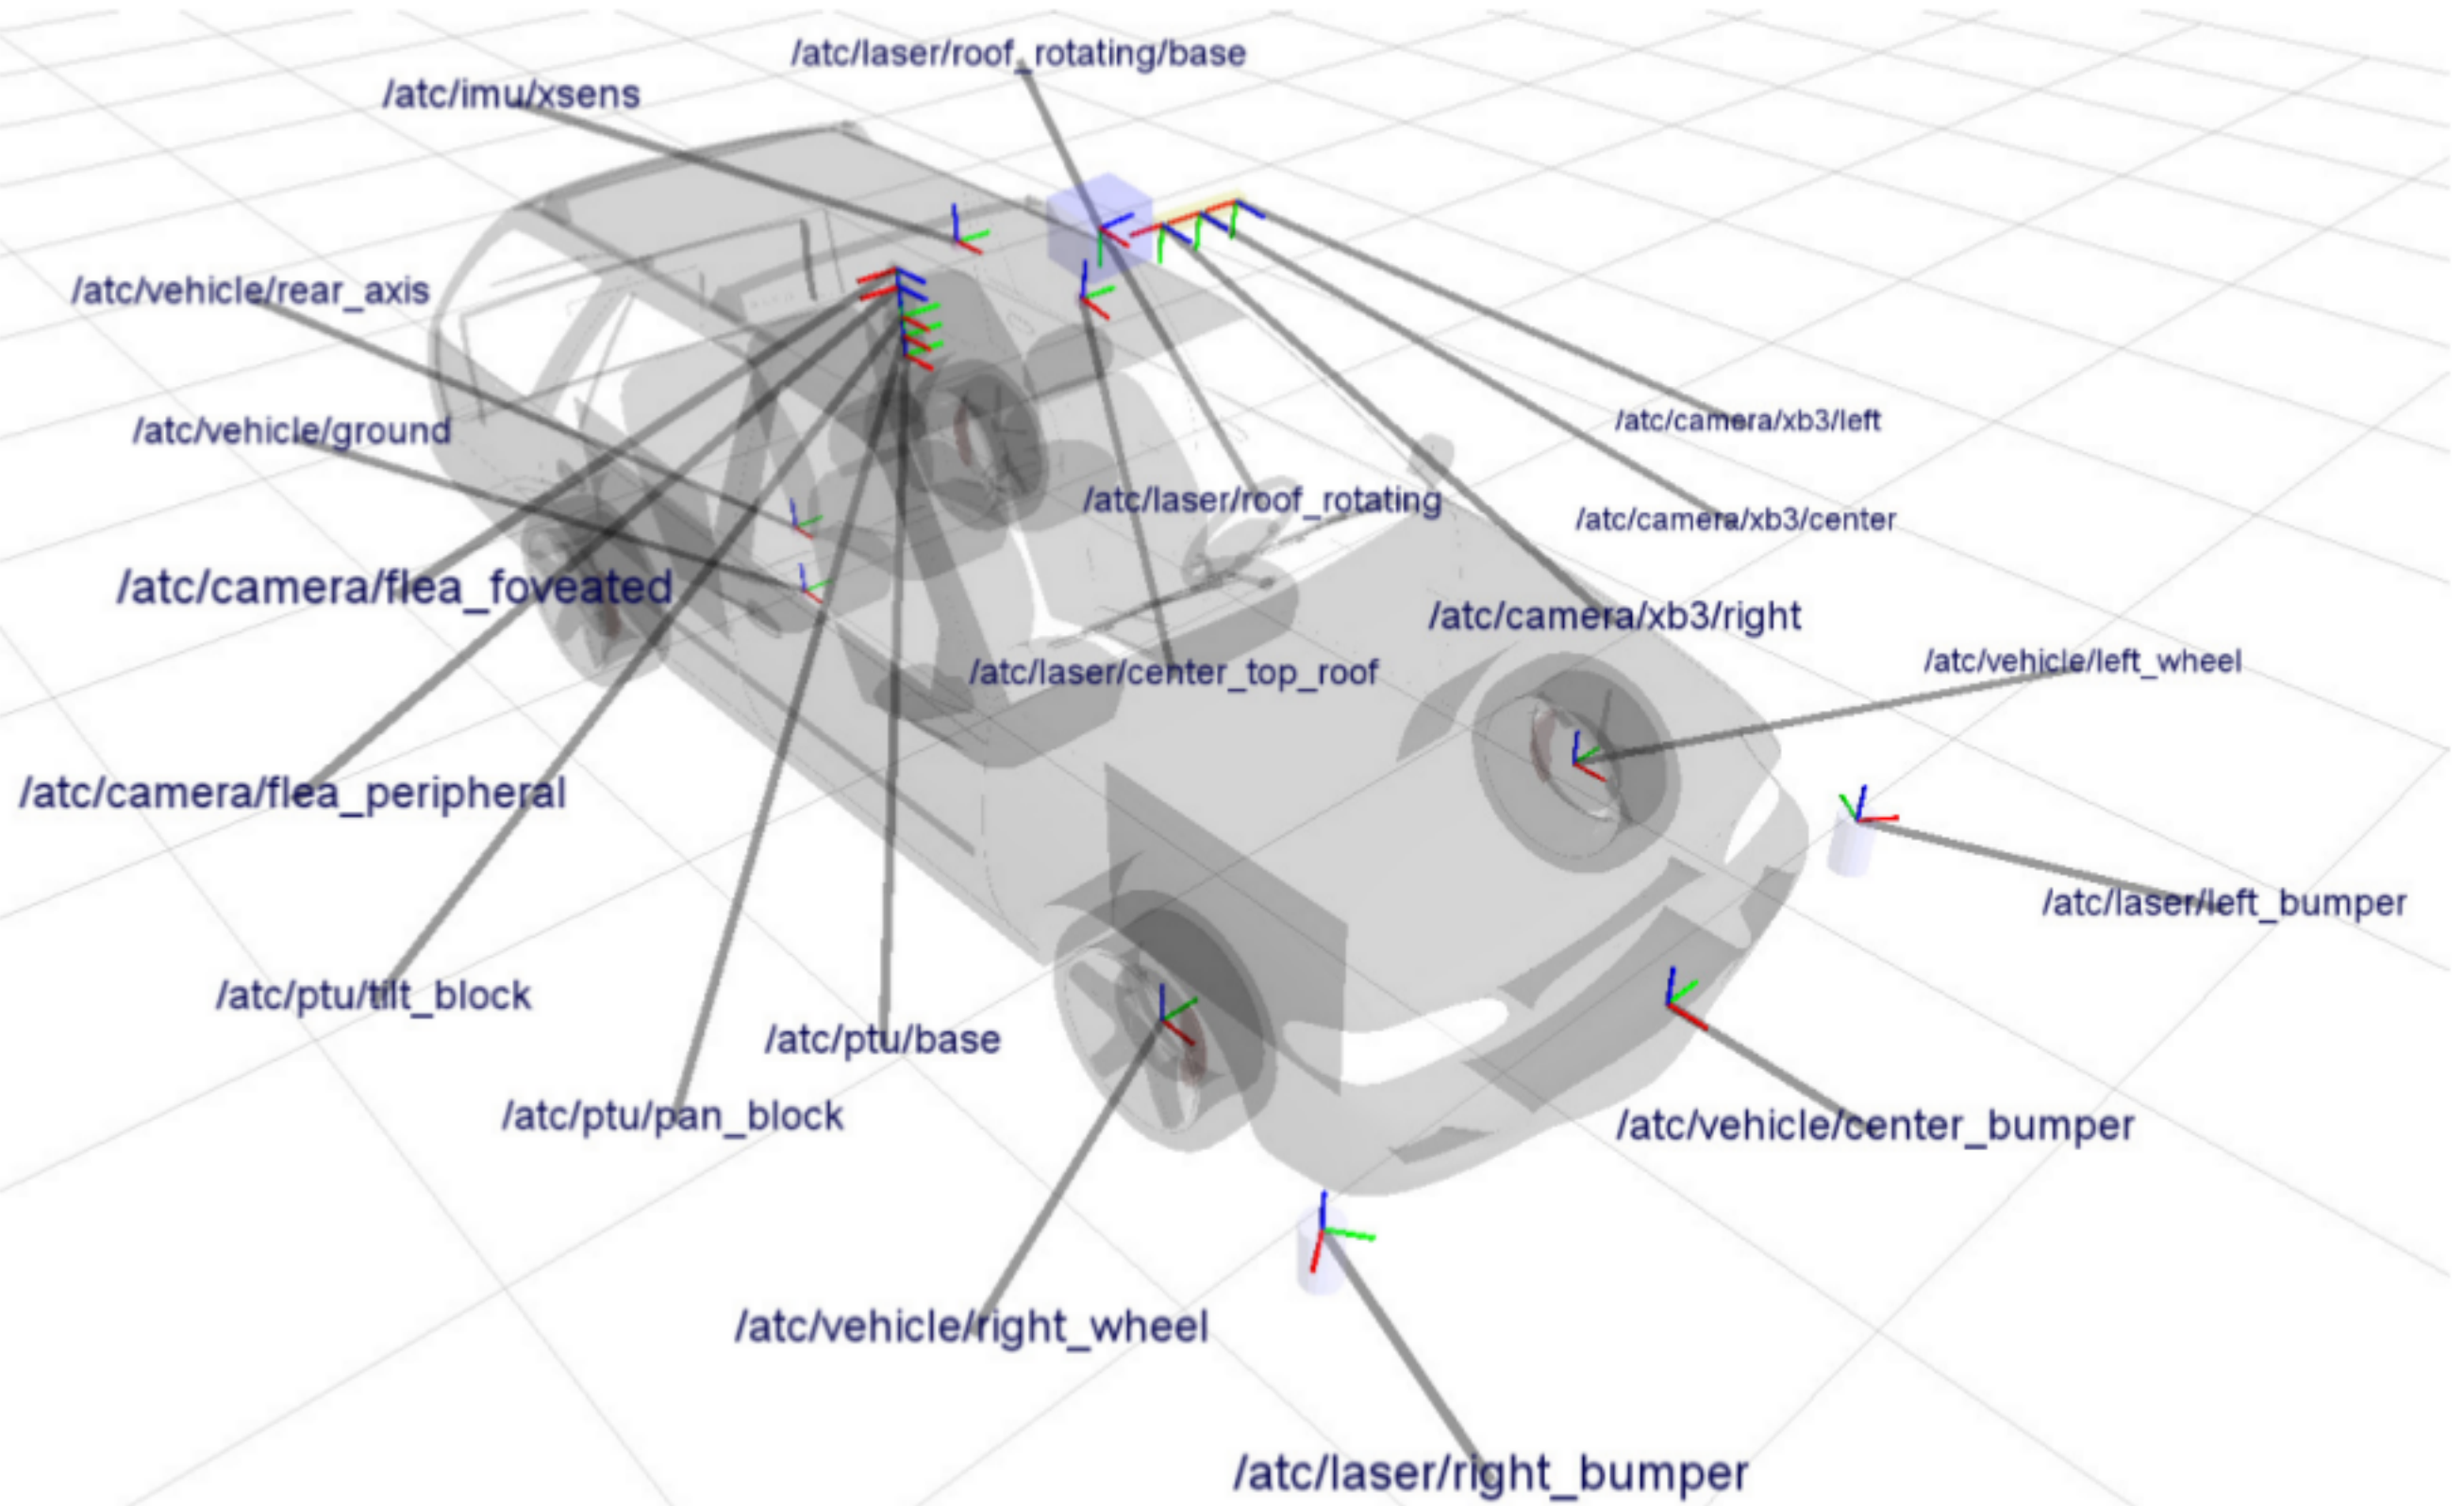 /atc/laser/roof_rotating/base
/atc/imu/xsens
/atc/vehicle/rear_axis
/atc/camera/xb3/left
/atc/vehicle/ground
/atc/laser/roof_rotating
/atc/camera/xb3/center
/atc/camera/flea_foveated
/atc/camera/xb3/right
/atc/laser/center_top_roof
/atc/vehicle/left_wheel
/atc/camera/flea_peripheral
/atc/laser/left_bumper
/atc/ptu/tilt_block
/atc/ptu/base
/atc/ptu/pan_block
/atc/vehicle/center_bumper
/atc/vehicle/right_wheel
/atc/laser/right_bumper